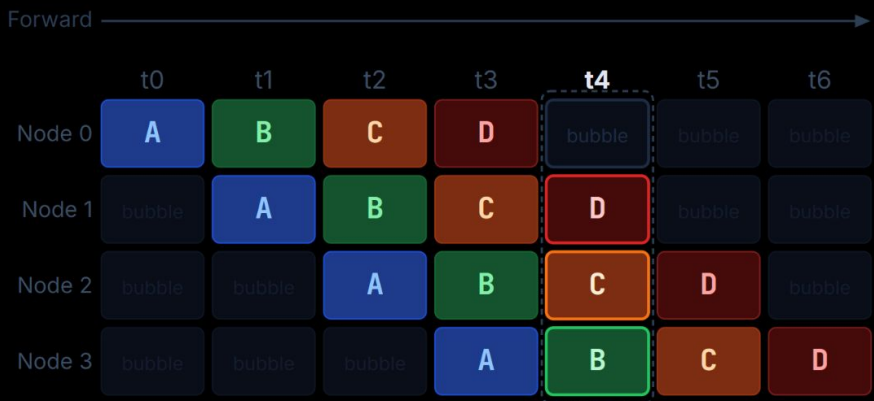 Forward
t0 t1 t2 t3 t4 t5 t6
Node 0 A B C D bubble bubble bubble
Node 1 bubble A B C D bubble bubble
Node 2 bubble bubble A B C D bubble
Node 3 bubble bubble bubble A B C D